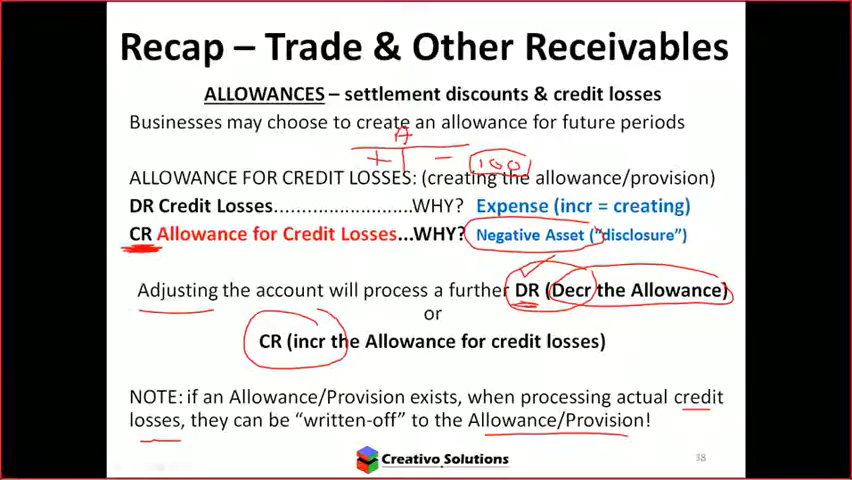 Recap – Trade & Other Receivables
ALLOWANCES – settlement discounts & credit losses
Businesses may choose to create an allowance for future periods
A
+ − 100
ALLOWANCE FOR CREDIT LOSSES: (creating the allowance/provision)
DR Credit Losses................................WHY? Expense (incr = creating)
CR Allowance for Credit Losses...WHY? Negative Asset ("disclosure")
Adjusting the account will process a further DR (Decr the Allowance)
or
CR (incr the Allowance for credit losses)
NOTE: if an Allowance/Provision exists, when processing actual credit
losses, they can be “written-off” to the Allowance/Provision!
Creativo Solutions
38